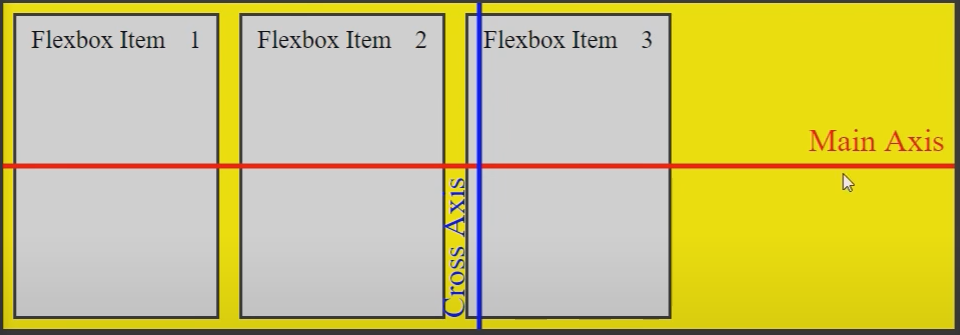 Flexbox Item 1
Flexbox Item 2
Flexbox Item 3
Main Axis
Cross Axis